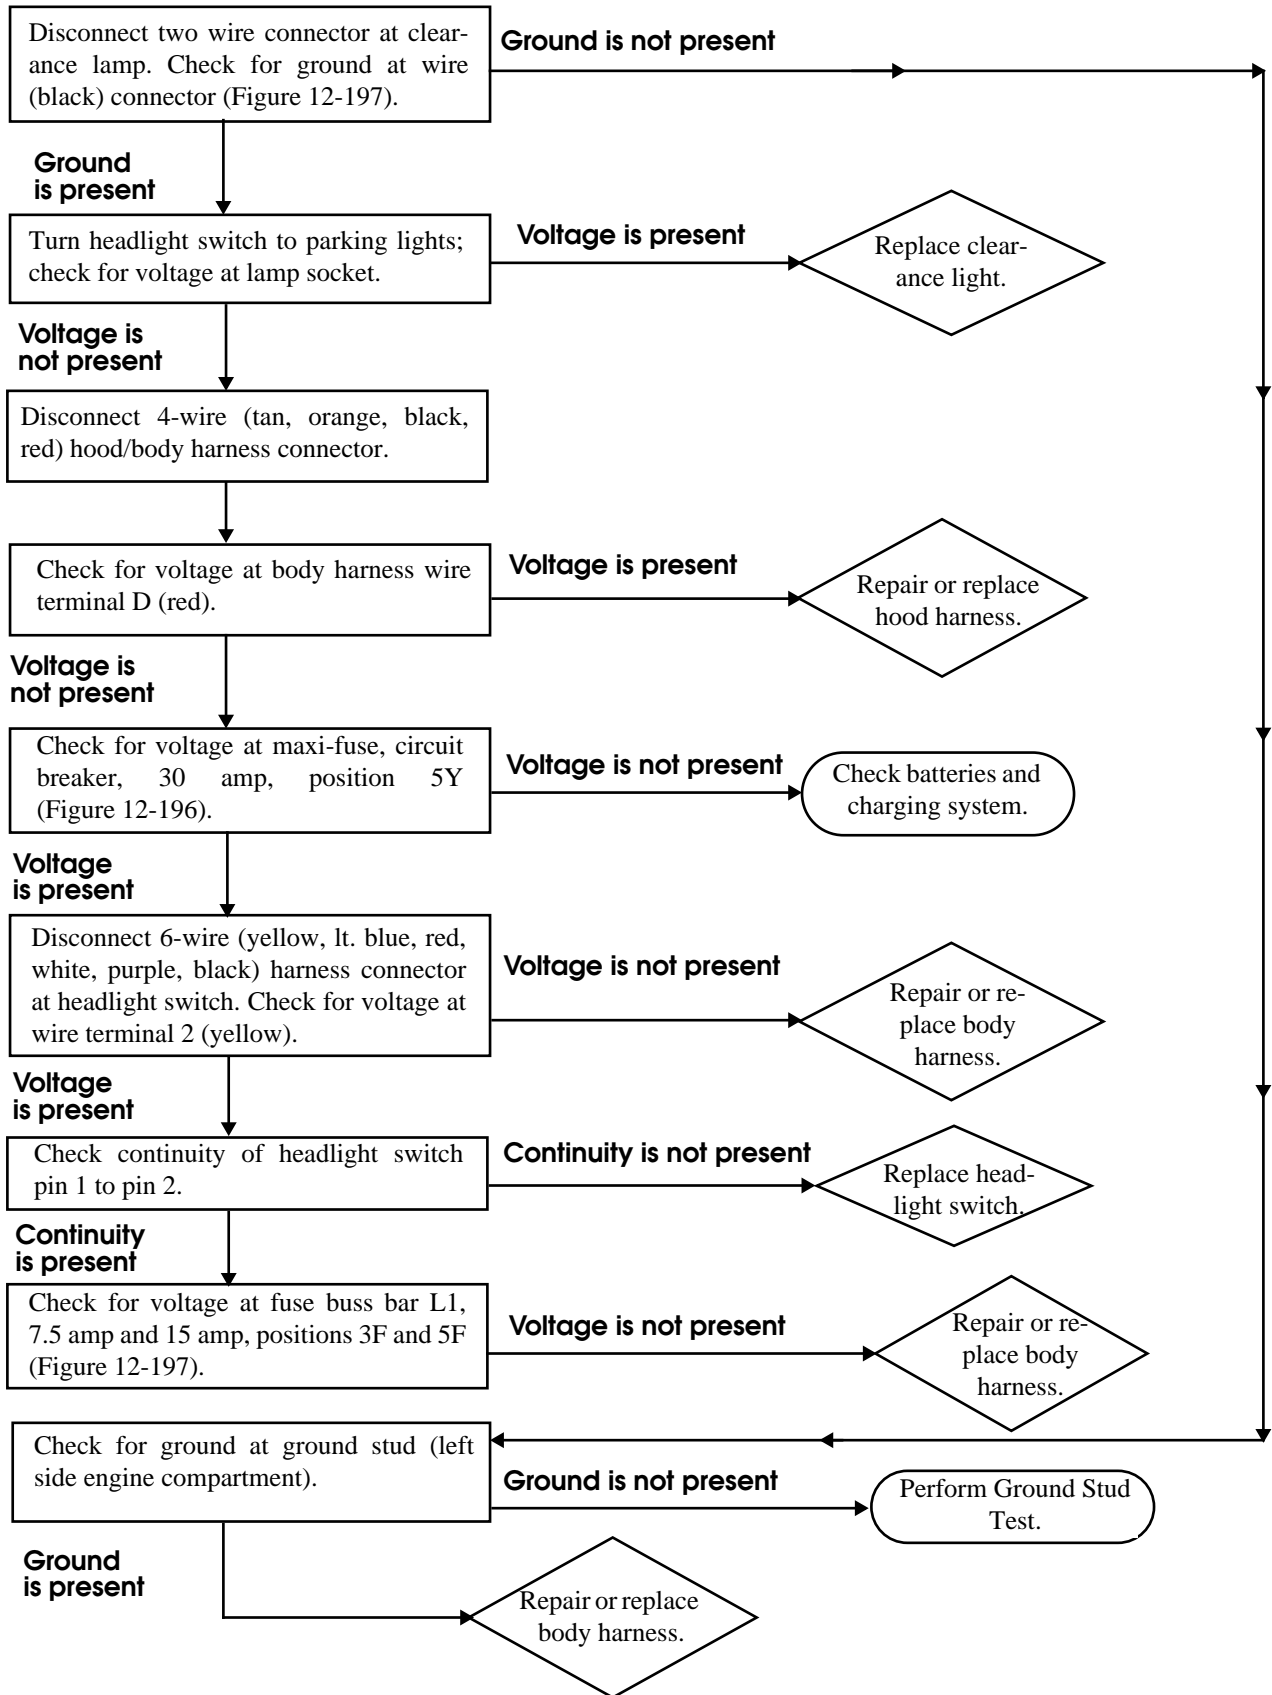 Disconnect two wire connector at clear-
ance lamp. Check for ground at wire
(black) connector (Figure 12-197).
Ground is not present
Ground
is present
Turn headlight switch to parking lights;
check for voltage at lamp socket.
Voltage is present
Replace clear-
ance light.
Voltage is
not present
Disconnect 4-wire (tan, orange, black,
red) hood/body harness connector.
Check for voltage at body harness wire
terminal D (red).
Voltage is present
Repair or replace
hood harness.
Voltage is
not present
Check for voltage at maxi-fuse, circuit
breaker, 30 amp, position 5Y
(Figure 12-196).
Voltage is not present
Check batteries and
charging system.
Voltage
is present
Disconnect 6-wire (yellow, lt. blue, red,
white, purple, black) harness connector
at headlight switch. Check for voltage at
wire terminal 2 (yellow).
Voltage is not present
Repair or re-
place body
harness.
Voltage
is present
Check continuity of headlight switch
pin 1 to pin 2.
Continuity is not present
Replace head-
light switch.
Continuity
is present
Check for voltage at fuse buss bar L1,
7.5 amp and 15 amp, positions 3F and 5F
(Figure 12-197).
Voltage is not present
Repair or re-
place body
harness.
Check for ground at ground stud (left
side engine compartment).
Ground is not present
Perform Ground Stud
Test.
Ground
is present
Repair or replace
body harness.